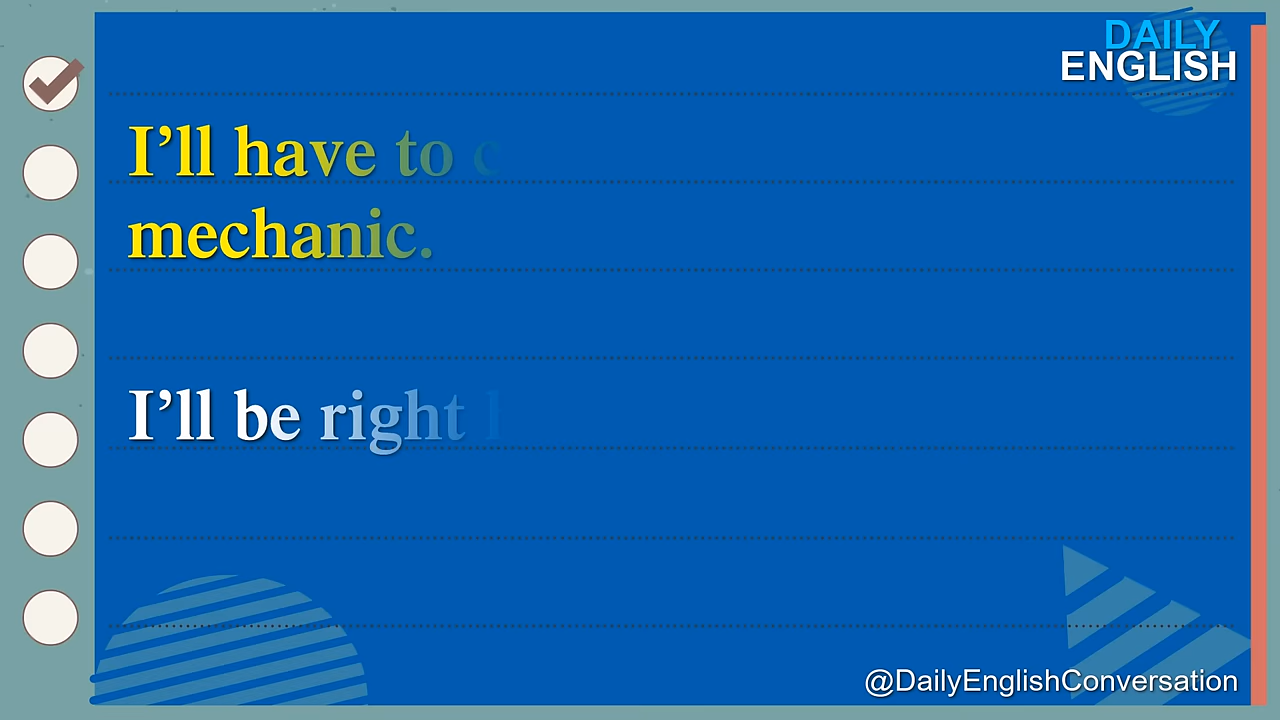 DAILY
ENGLISH
I’ll have to
mechanic.
I’ll be right
@DailyEnglishConversation